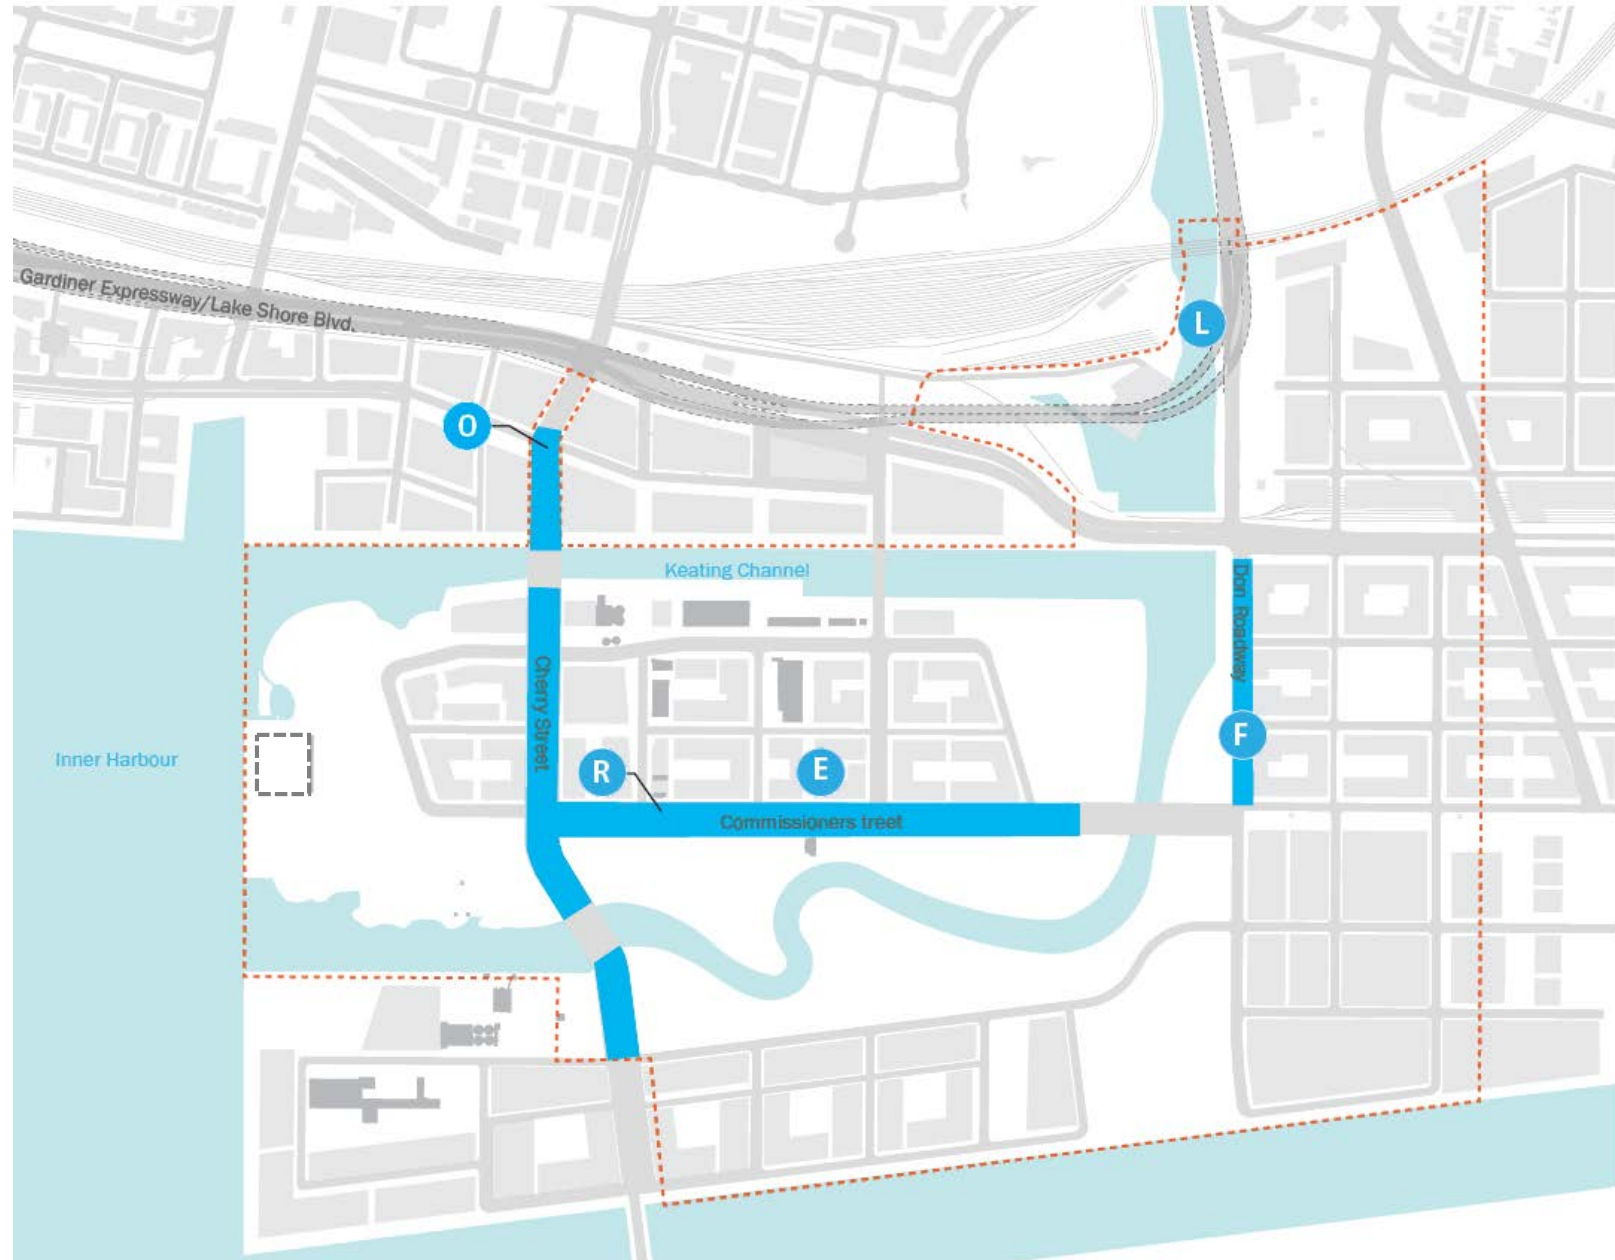 Gardiner Expressway/Lake Shore Blvd.
L
O
Keating Channel
Don Roadway
Cherry Street
F
Inner Harbour
R
E
Commissioners treet